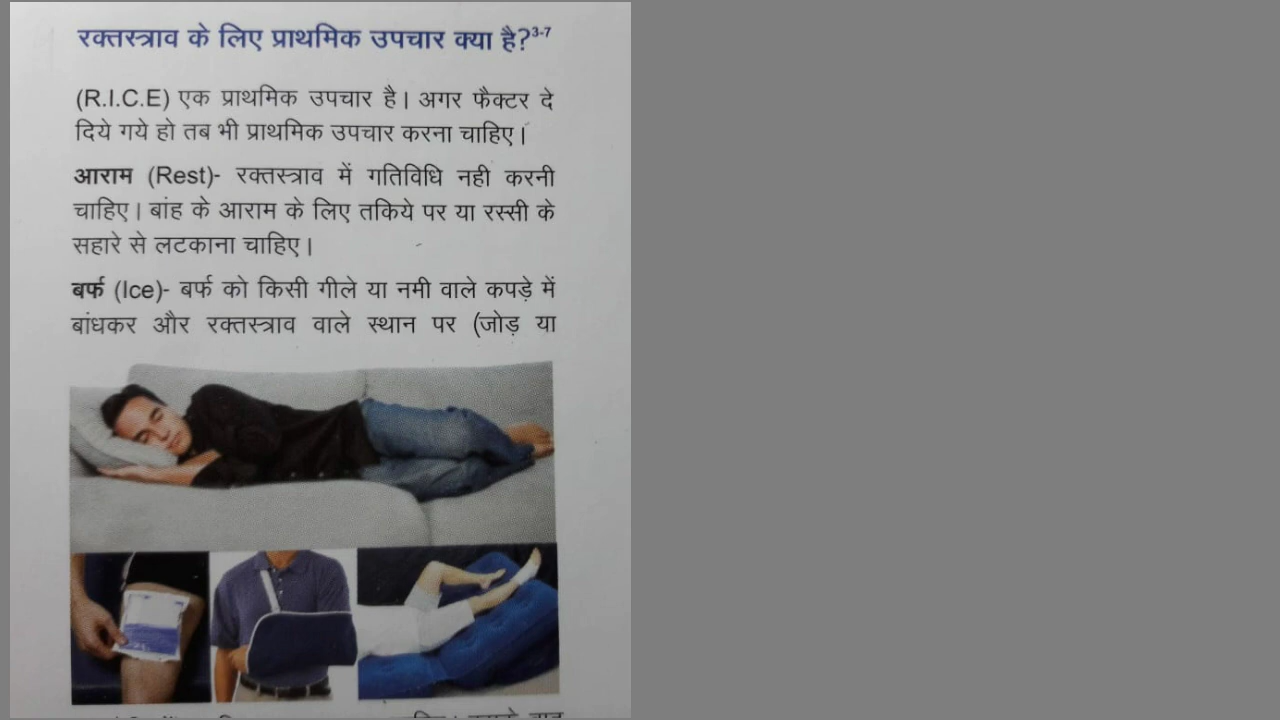 रक्तस्त्राव के लिए प्राथमिक उपचार क्या है?³⁻⁷
(R.I.C.E) एक प्राथमिक उपचार है। अगर फैक्टर दे
दिये गये हो तब भी प्राथमिक उपचार करना चाहिए।
आराम (Rest)- रक्तस्त्राव में गतिविधि नही करनी
चाहिए। बांह के आराम के लिए तकिये पर या रस्सी के
सहारे से लटकाना चाहिए।
बर्फ (Ice)- बर्फ को किसी गीले या नमी वाले कपड़े में
बांधकर और रक्तस्त्राव वाले स्थान पर (जोड़ या